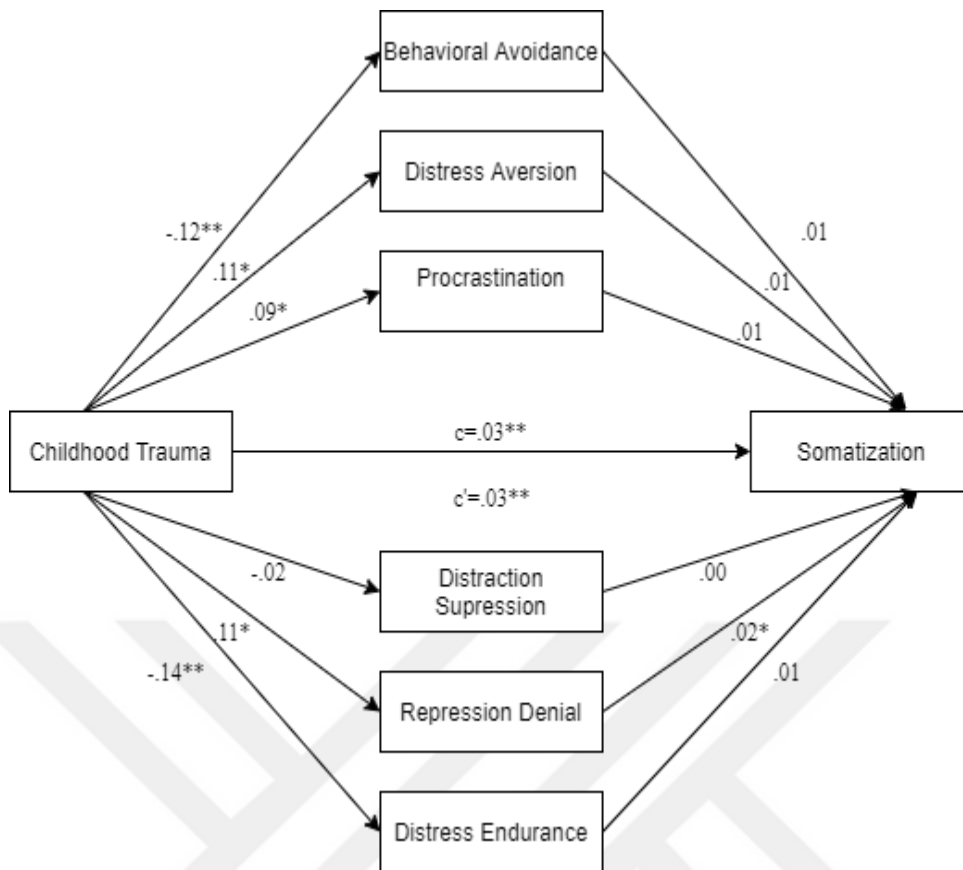 Behavioral Avoidance
Distress Aversion
-.12**
.01
.11*
.01
Procrastination
.09*
.01
Childhood Trauma
c=.03**
Somatization
c'=.03**
-.02
Distraction
Supression
.00
.11*
.02*
-.14**
.01
Repression Denial
Distress Endurance